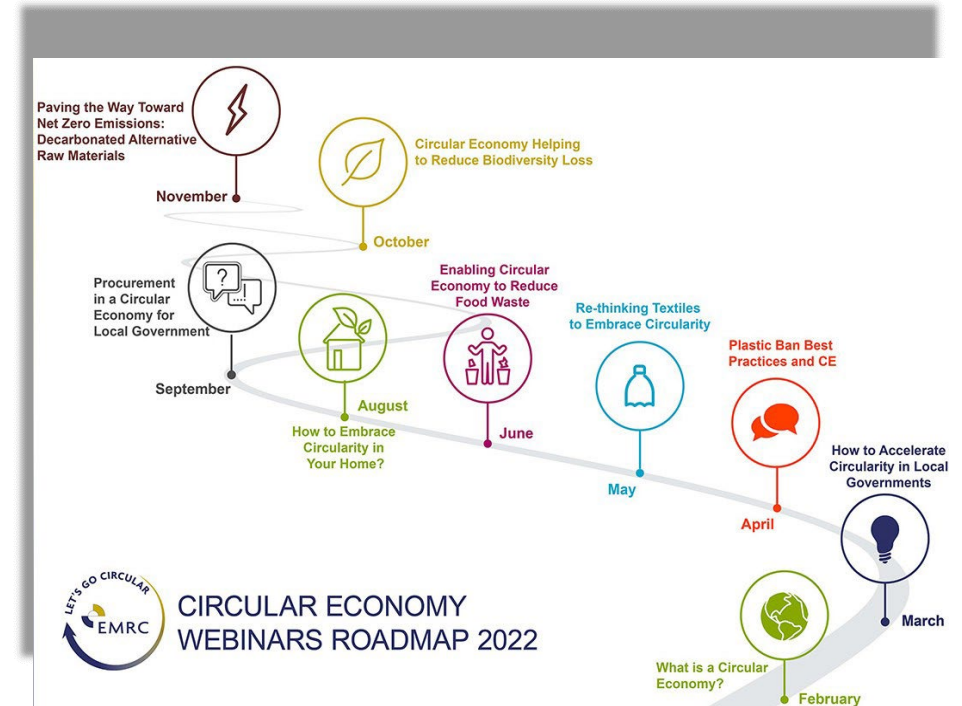 Paving the Way Toward
Net Zero Emissions:
Decarbonated Alternative
Raw Materials
November
Circular Economy Helping
to Reduce Biodiversity Loss
October
Procurement
in a Circular
Economy for
Local Government
September
?
...!
August
How to Embrace
Circularity in
Your Home?
Enabling Circular
Economy to Reduce
Food Waste
June
Re-thinking Textiles
to Embrace Circularity
May
Plastic Ban Best
Practices and CE
April
How to Accelerate
Circularity in Local
Governments
March
What is a Circular
Economy?
February
LET'S GO CIRCULAR
EMRC
CIRCULAR ECONOMY
WEBINARS ROADMAP 2022